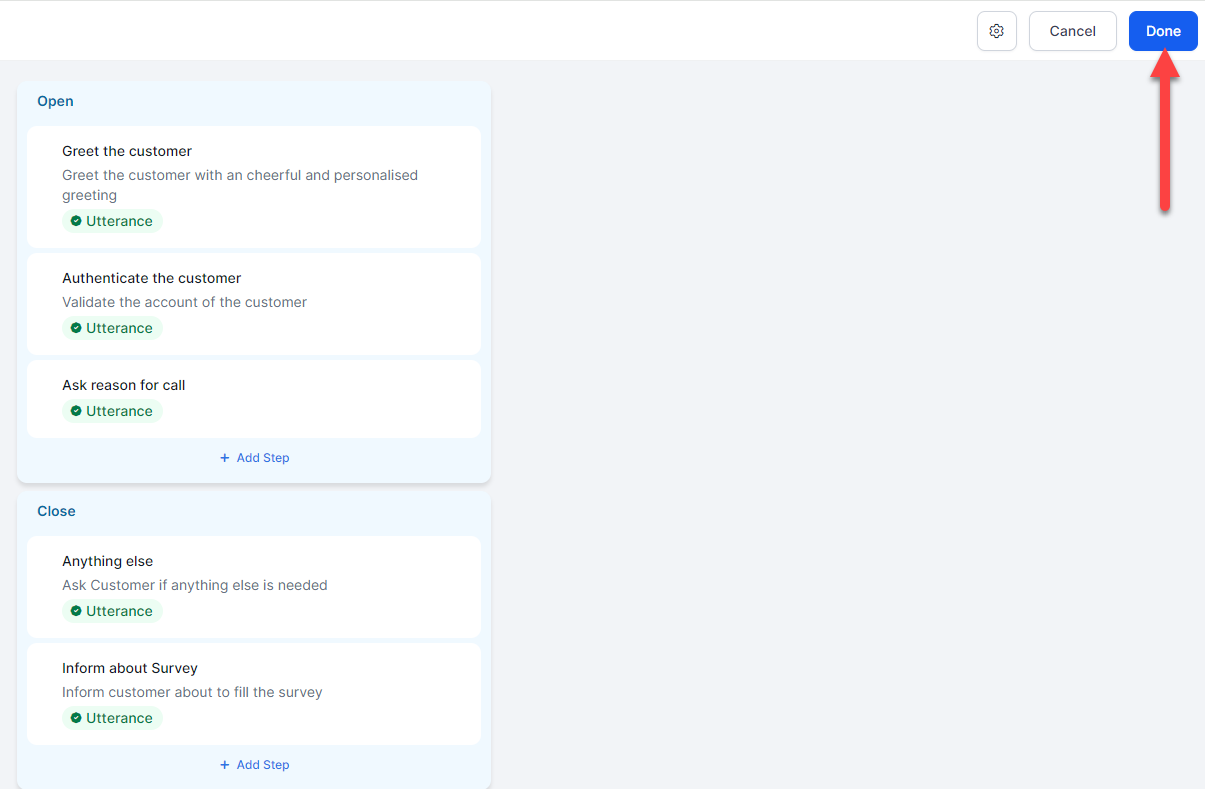 Cancel
Done
Open
Greet the customer
Greet the customer with an cheerful and personalised
greeting
Utterance
Authenticate the customer
Validate the account of the customer
Utterance
Ask reason for call
Utterance
+ Add Step
Close
Anything else
Ask Customer if anything else is needed
Utterance
Inform about Survey
Inform customer about to fill the survey
Utterance
+ Add Step